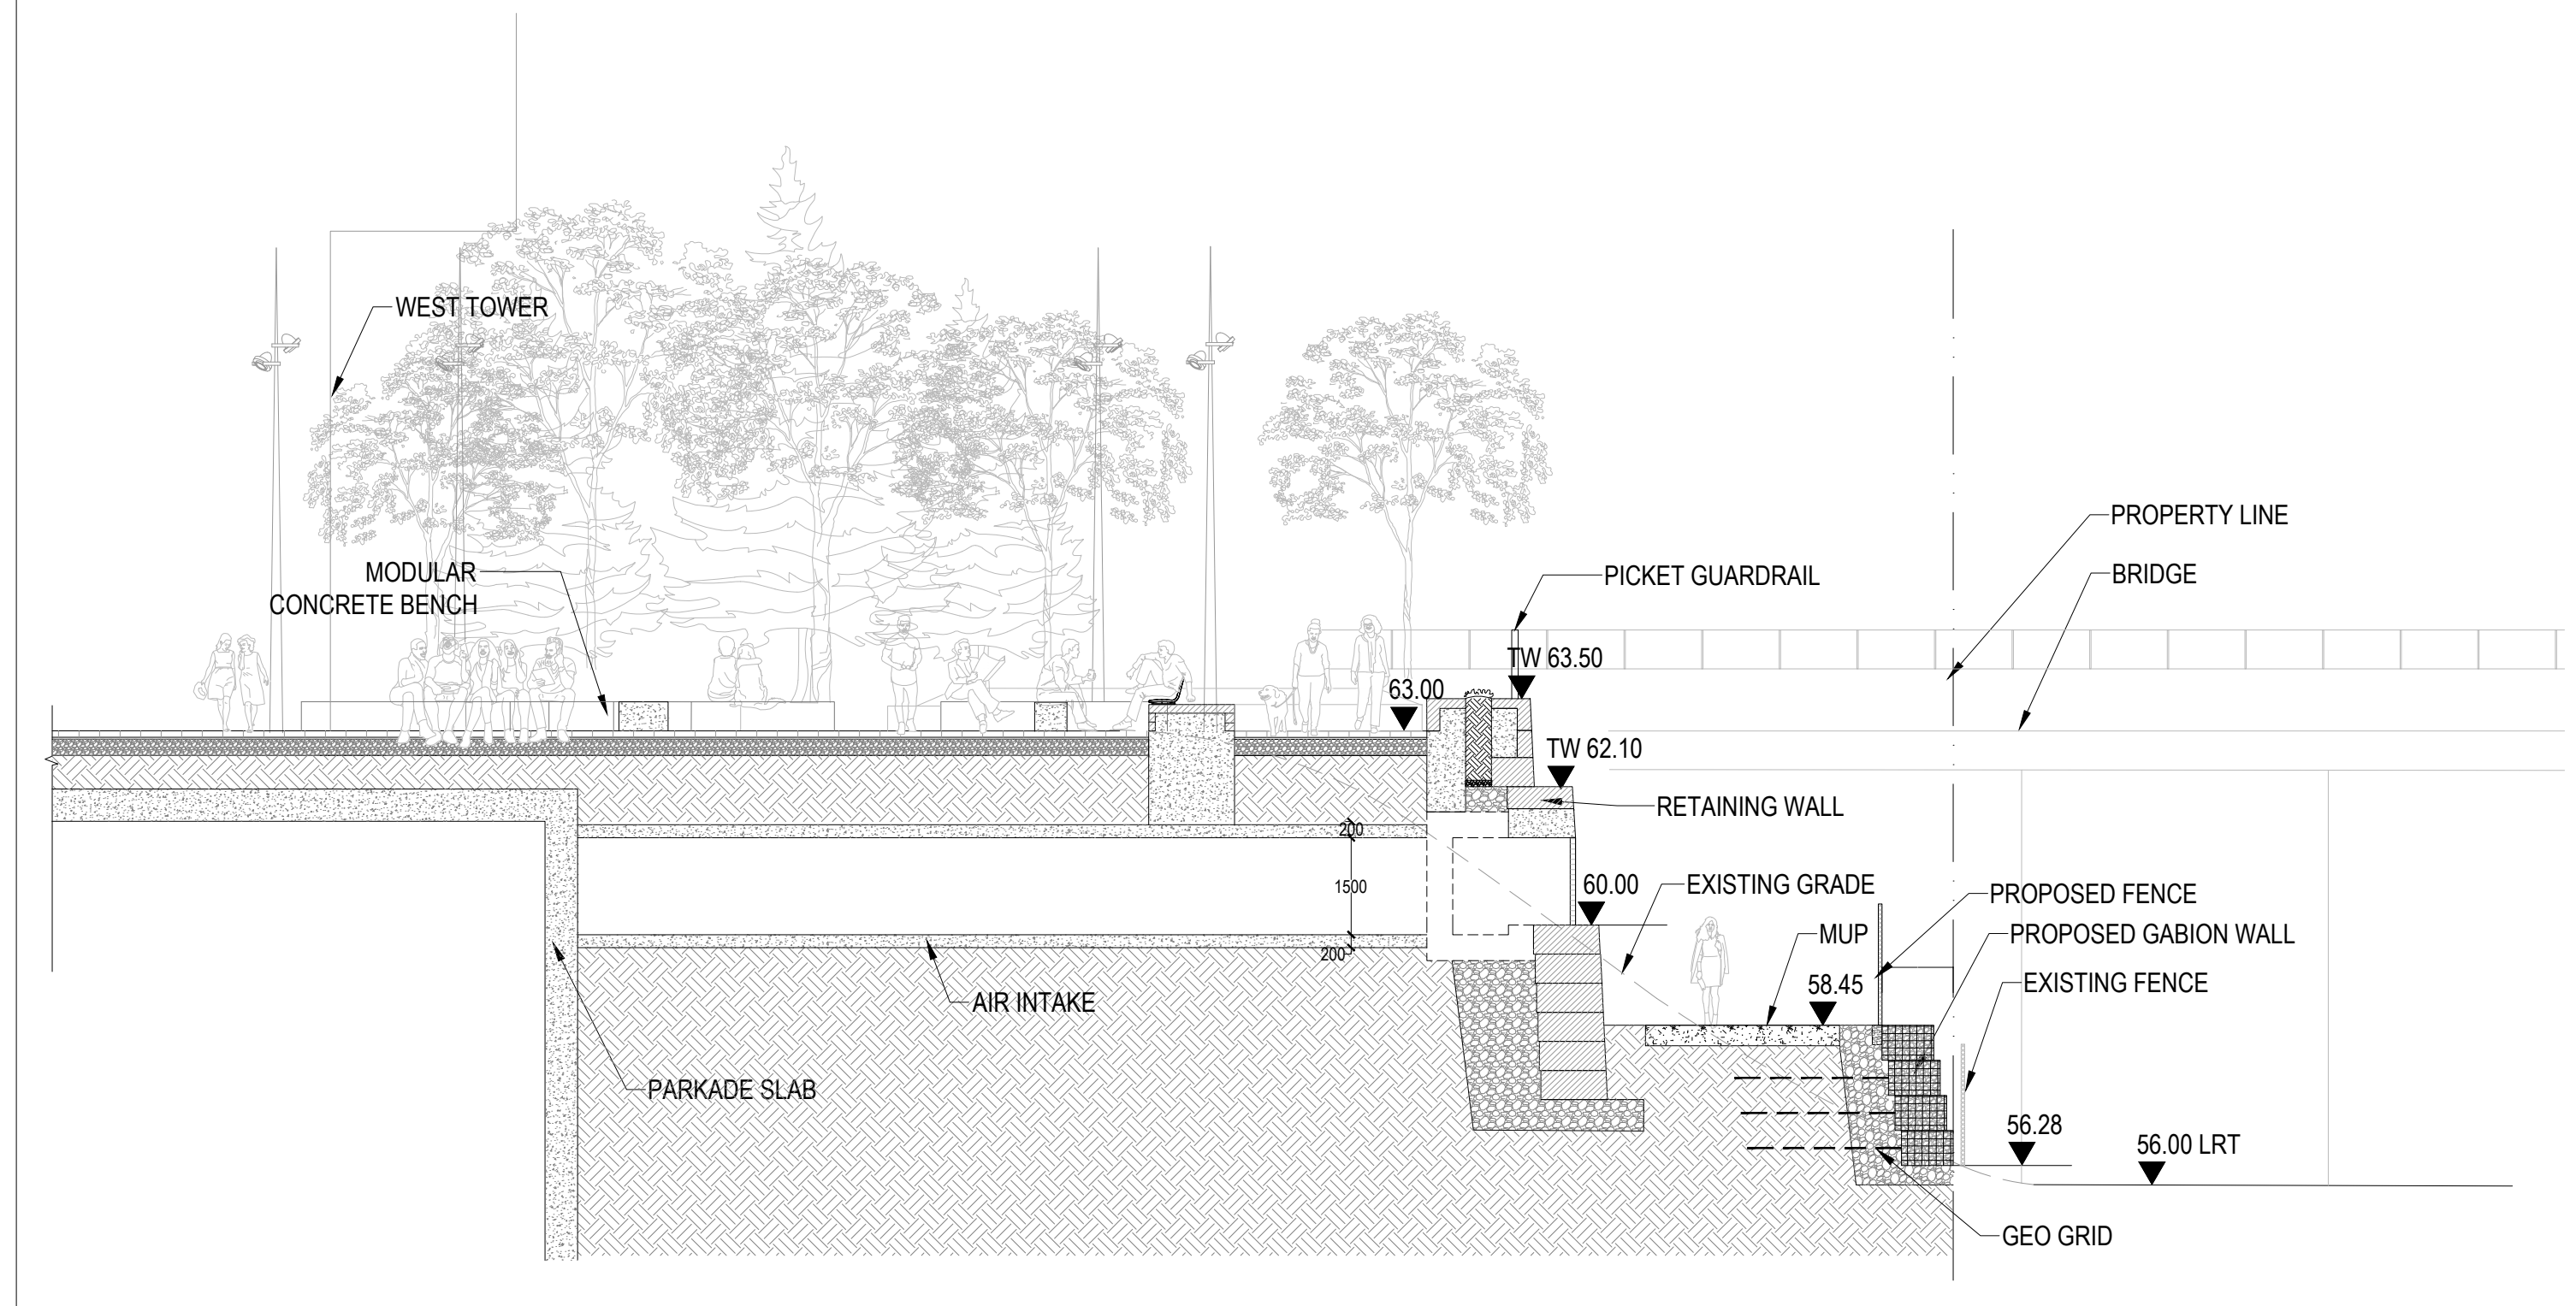 WEST TOWER
PROPERTY LINE
MODULAR
CONCRETE BENCH
PICKET GUARDRAIL
BRIDGE
TW 63.50
63.00
TW 62.10
RETAINING WALL
200
1500
200
60.00
EXISTING GRADE
PROPOSED FENCE
MUP
PROPOSED GABION WALL
58.45
EXISTING FENCE
AIR INTAKE
PARKADE SLAB
56.28
56.00 LRT
GEO GRID